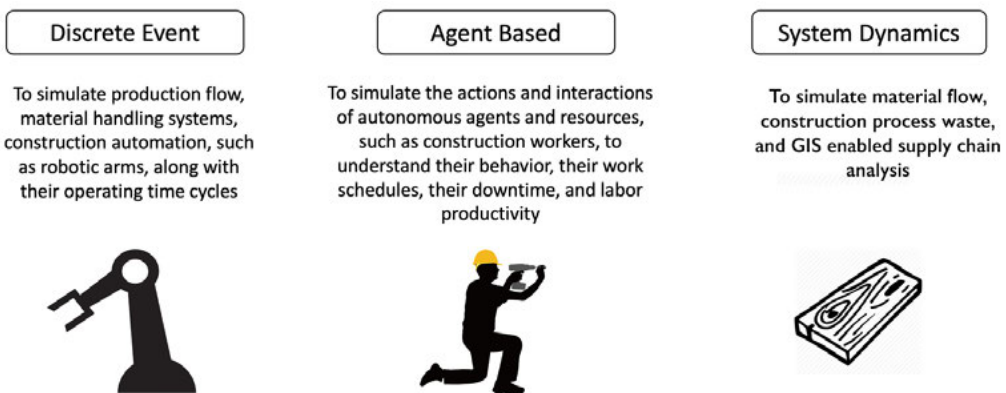 Discrete Event
To simulate production flow,
material handling systems,
construction automation, such
as robotic arms, along with
their operating time cycles
Agent Based
To simulate the actions and interactions
of autonomous agents and resources,
such as construction workers, to
understand their behavior, their work
schedules, their downtime, and labor
productivity
System Dynamics
To simulate material flow,
construction process waste,
and GIS enabled supply chain
analysis